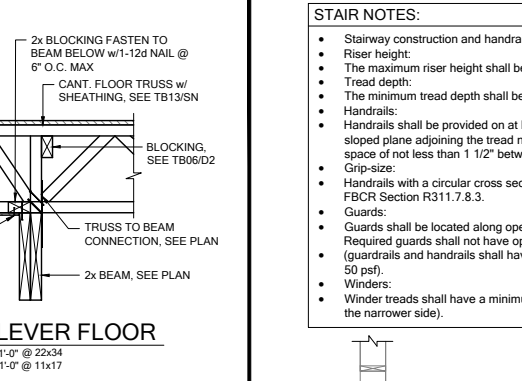 2x BLOCKING FASTEN TO
BEAM BELOW w/1-12d NAIL @
6" O.C. MAX
CANT. FLOOR TRUSS w/
SHEATHING, SEE TB13/SN
BLOCKING,
SEE TB06/D2
TRUSS TO BEAM
CONNECTION, SEE PLAN
2x BEAM, SEE PLAN
LEVER FLOOR
1'-0" @ 22x34
1'-0" @ 11x17
STAIR NOTES:
• Stairway construction and handra
• Riser height:
• The maximum riser height shall be
• Tread depth:
• The minimum tread depth shall be
• Handrails:
• Handrails shall be provided on at
sloped plane adjoining the tread
space of not less than 1 1/2" betw
• Grip-size:
• Handrails with a circular cross sec
FBCR Section R311.7.8.3.
• Guards:
• Guards shall be located along ope
Required guards shall not have op
• (guardrails and handrails shall hav
50 psf).
• Winders:
• Winder treads shall have a minimu
the narrower side).